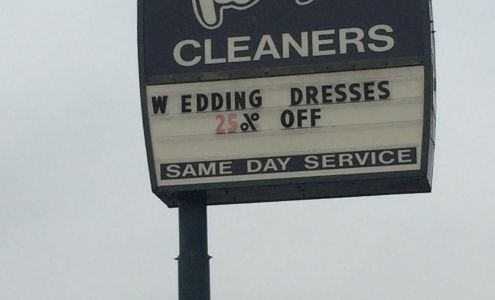 CLEANERS
W EDDING DRESSES
25% OFF
SAME DAY SERVICE